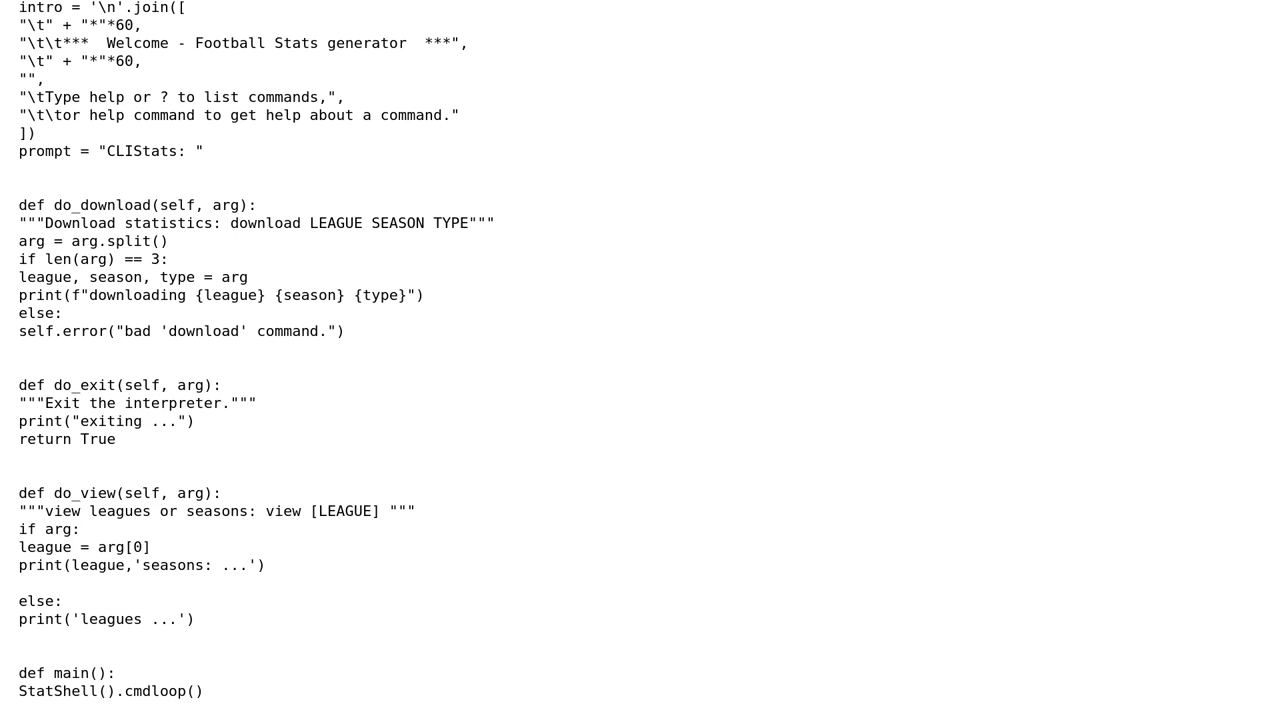 intro = '\n'.join([
"\t" + "*"*60,
"\t\t***  Welcome - Football Stats generator  ***",
"\t" + "*"*60,
"",
"\tType help or ? to list commands,",
"\t\tor help command to get help about a command."
])
prompt = "CLIStats: "
def do_download(self, arg):
"""Download statistics: download LEAGUE SEASON TYPE"""
arg = arg.split()
if len(arg) == 3:
league, season, type = arg
print(f"downloading {league} {season} {type}")
else:
self.error("bad 'download' command.")
def do_exit(self, arg):
"""Exit the interpreter."""
print("exiting ...")
return True
def do_view(self, arg):
"""view leagues or seasons: view [LEAGUE] """
if arg:
league = arg[0]
print(league,'seasons: ...')
else:
print('leagues ...')
def main():
StatShell().cmdloop()